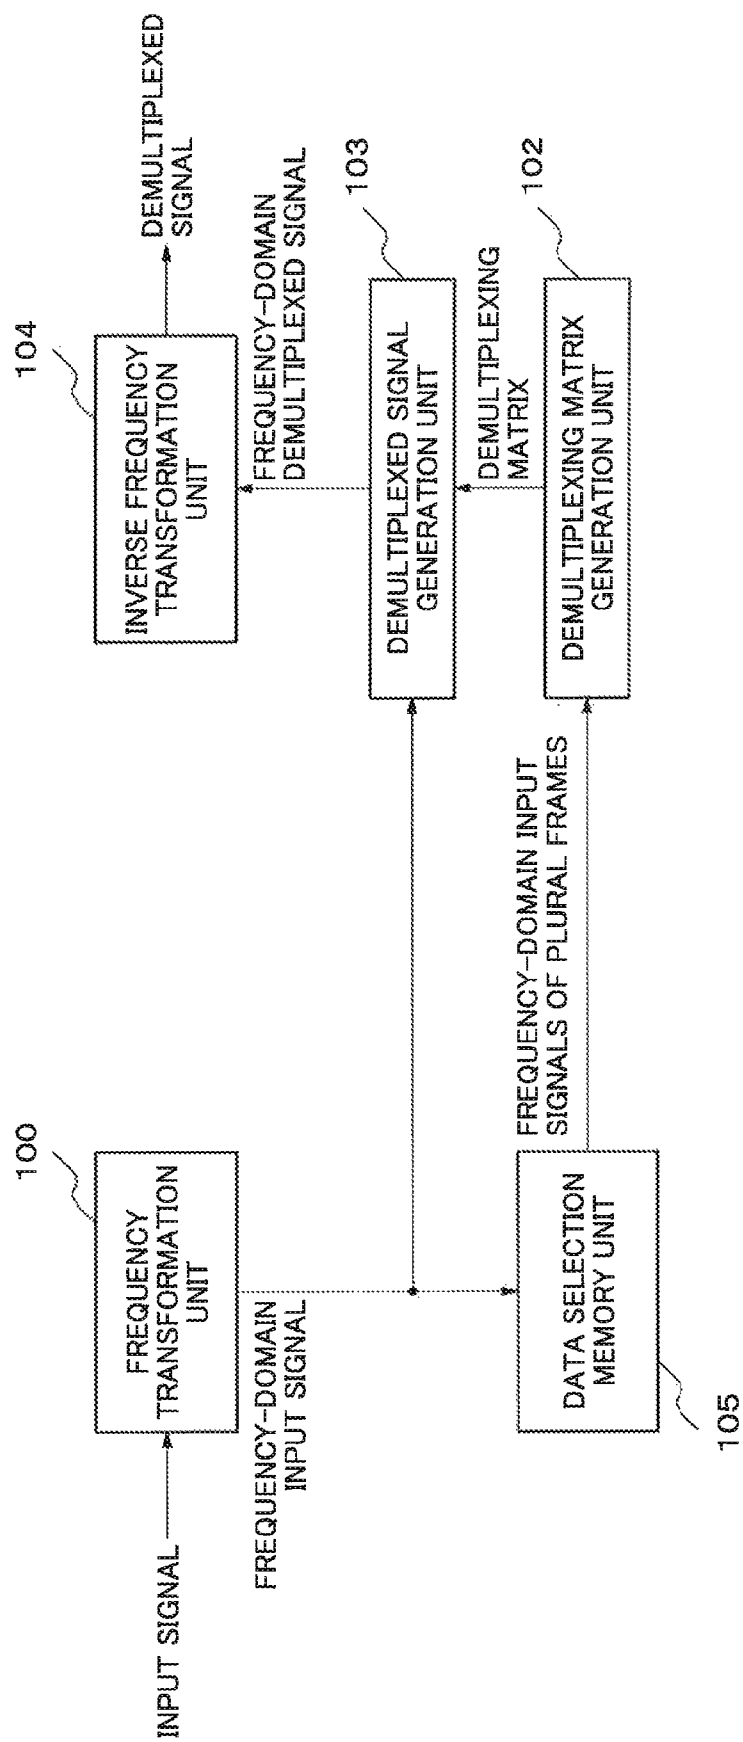 INPUT SIGNAL
100
FREQUENCY
TRANSFORMATION
UNIT
FREQUENCY-DOMAIN
INPUT SIGNAL
105
DATA SELECTION
MEMORY UNIT
FREQUENCY-DOMAIN INPUT
SIGNALS OF PLURAL FRAMES
104
INVERSE FREQUENCY
TRANSFORMATION
UNIT
DEMULTIPLEXED
SIGNAL
FREQUENCY-DOMAIN
DEMULTIPLEXED SIGNAL
103
DEMULTIPLEXED SIGNAL
GENERATION UNIT
DEMULTIPLEXING
MATRIX
102
DEMULTIPLEXING MATRIX
GENERATION UNIT